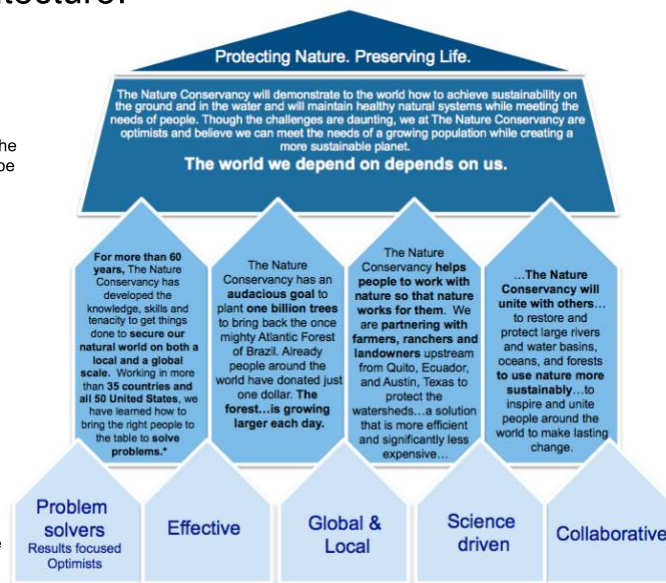 itecture:
he
be
Protecting Nature. Preserving Life.
The Nature Conservancy will demonstrate to the world how to achieve sustainability on
the ground and in the water and will maintain healthy natural systems while meeting the
needs of people. Though the challenges are daunting, we at The Nature Conservancy are
optimists and believe we can meet the needs of a growing population while creating a
more sustainable planet.
The world we depend on depends on us.
For more than 60
years, The Nature
Conservancy has
developed the
knowledge, skills and
tenacity to get things
done to secure our
natural world on both a
local and a global
scale. Working in more
than 35 countries and
all 50 United States, we
have learned how to
bring the right people to
the table to solve
problems."
The Nature
Conservancy has an
audacious goal to
plant one billion trees
to bring back the once
mighty Atlantic Forest
of Brazil. Already
people around the
world have donated just
one dollar. The
forest…is growing
larger each day.
The Nature
Conservancy helps
people to work with
nature so that nature
works for them. We
are partnering with
farmers, ranchers and
landowners upstream
from Quito, Ecuador,
and Austin, Texas to
protect the
watersheds…a solution
that is more efficient
and significantly less
expensive…
…The Nature
Conservancy will
unite with others…
to restore and
protect large rivers
and water basins,
oceans, and forests
to use nature more
sustainably…to
inspire and unite
people around the
world to make lasting
change.
Problem
solvers
Results focused
Optimists
Effective
Global &
Local
Science
driven
Collaborative
e